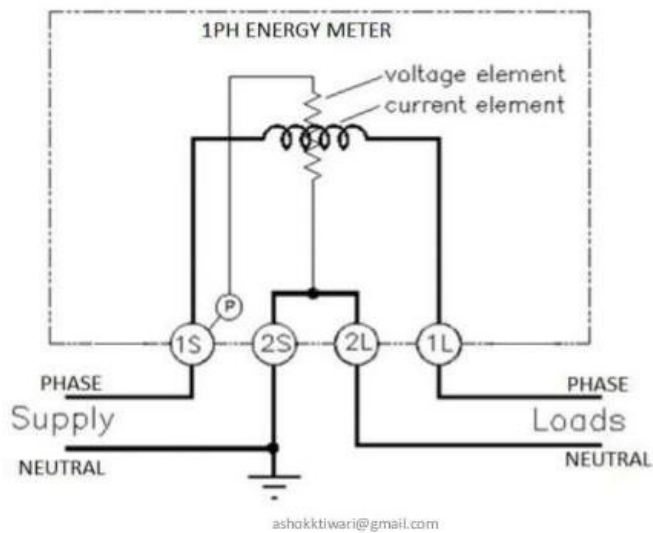 1PH ENERGY METER
voltage element
current element
P
1S 2S 2L 1L
PHASE PHASE
Supply Loads
NEUTRAL NEUTRAL
ashokktiwari@gmail.com